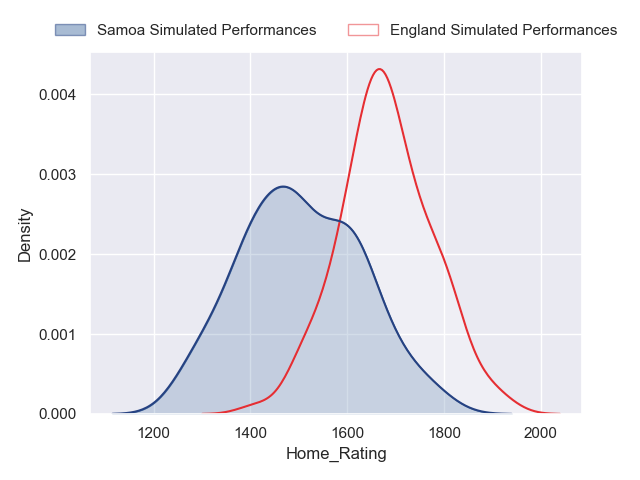 Samoa Simulated Performances England Simulated Performances
0.004
0.003
0.002
0.001
0.000
Density
1200 1400 1600 1800 2000
Home_Rating